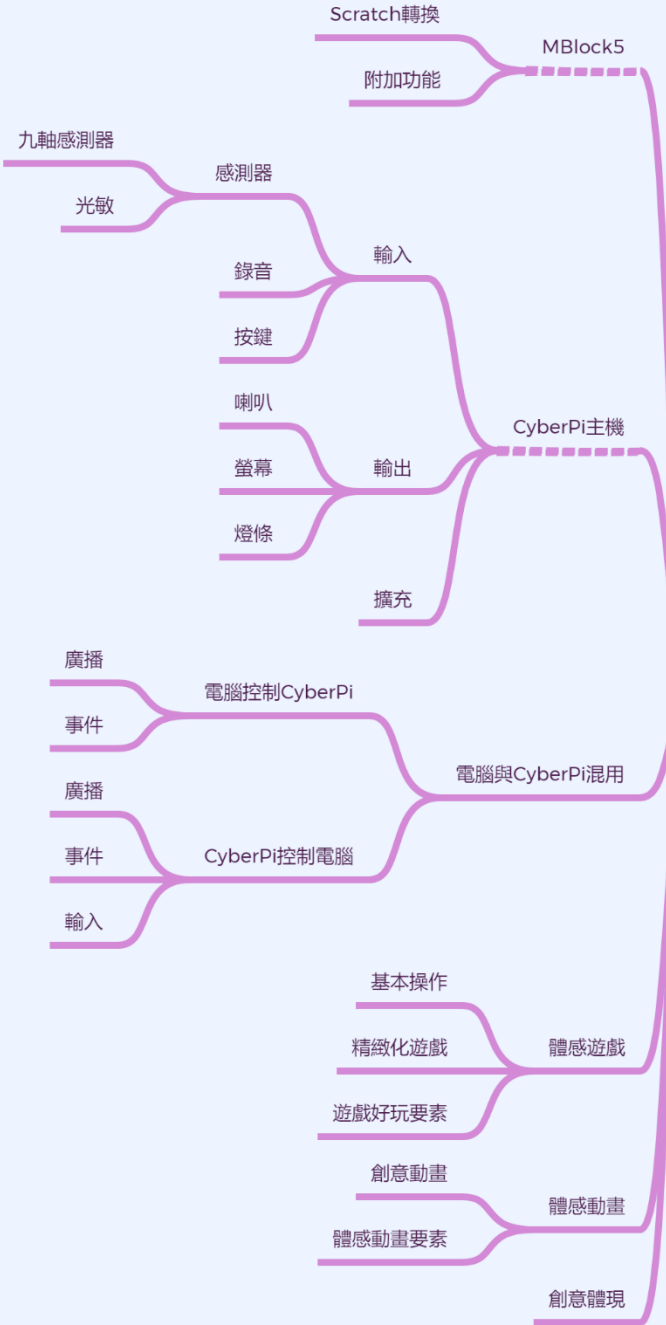 Scratch轉換
MBlock5
附加功能
九軸感測器
感測器
光敏
輸入
錄音
按鍵
喇叭
CyberPi主機
螢幕
輸出
燈條
擴充
廣播
電腦控制CyberPi
事件
電腦與CyberPi混用
廣播
事件
CyberPi控制電腦
輸入
基本操作
精緻化遊戲
體感遊戲
遊戲好玩要素
創意動畫
體感動畫
體感動畫要素
創意體現